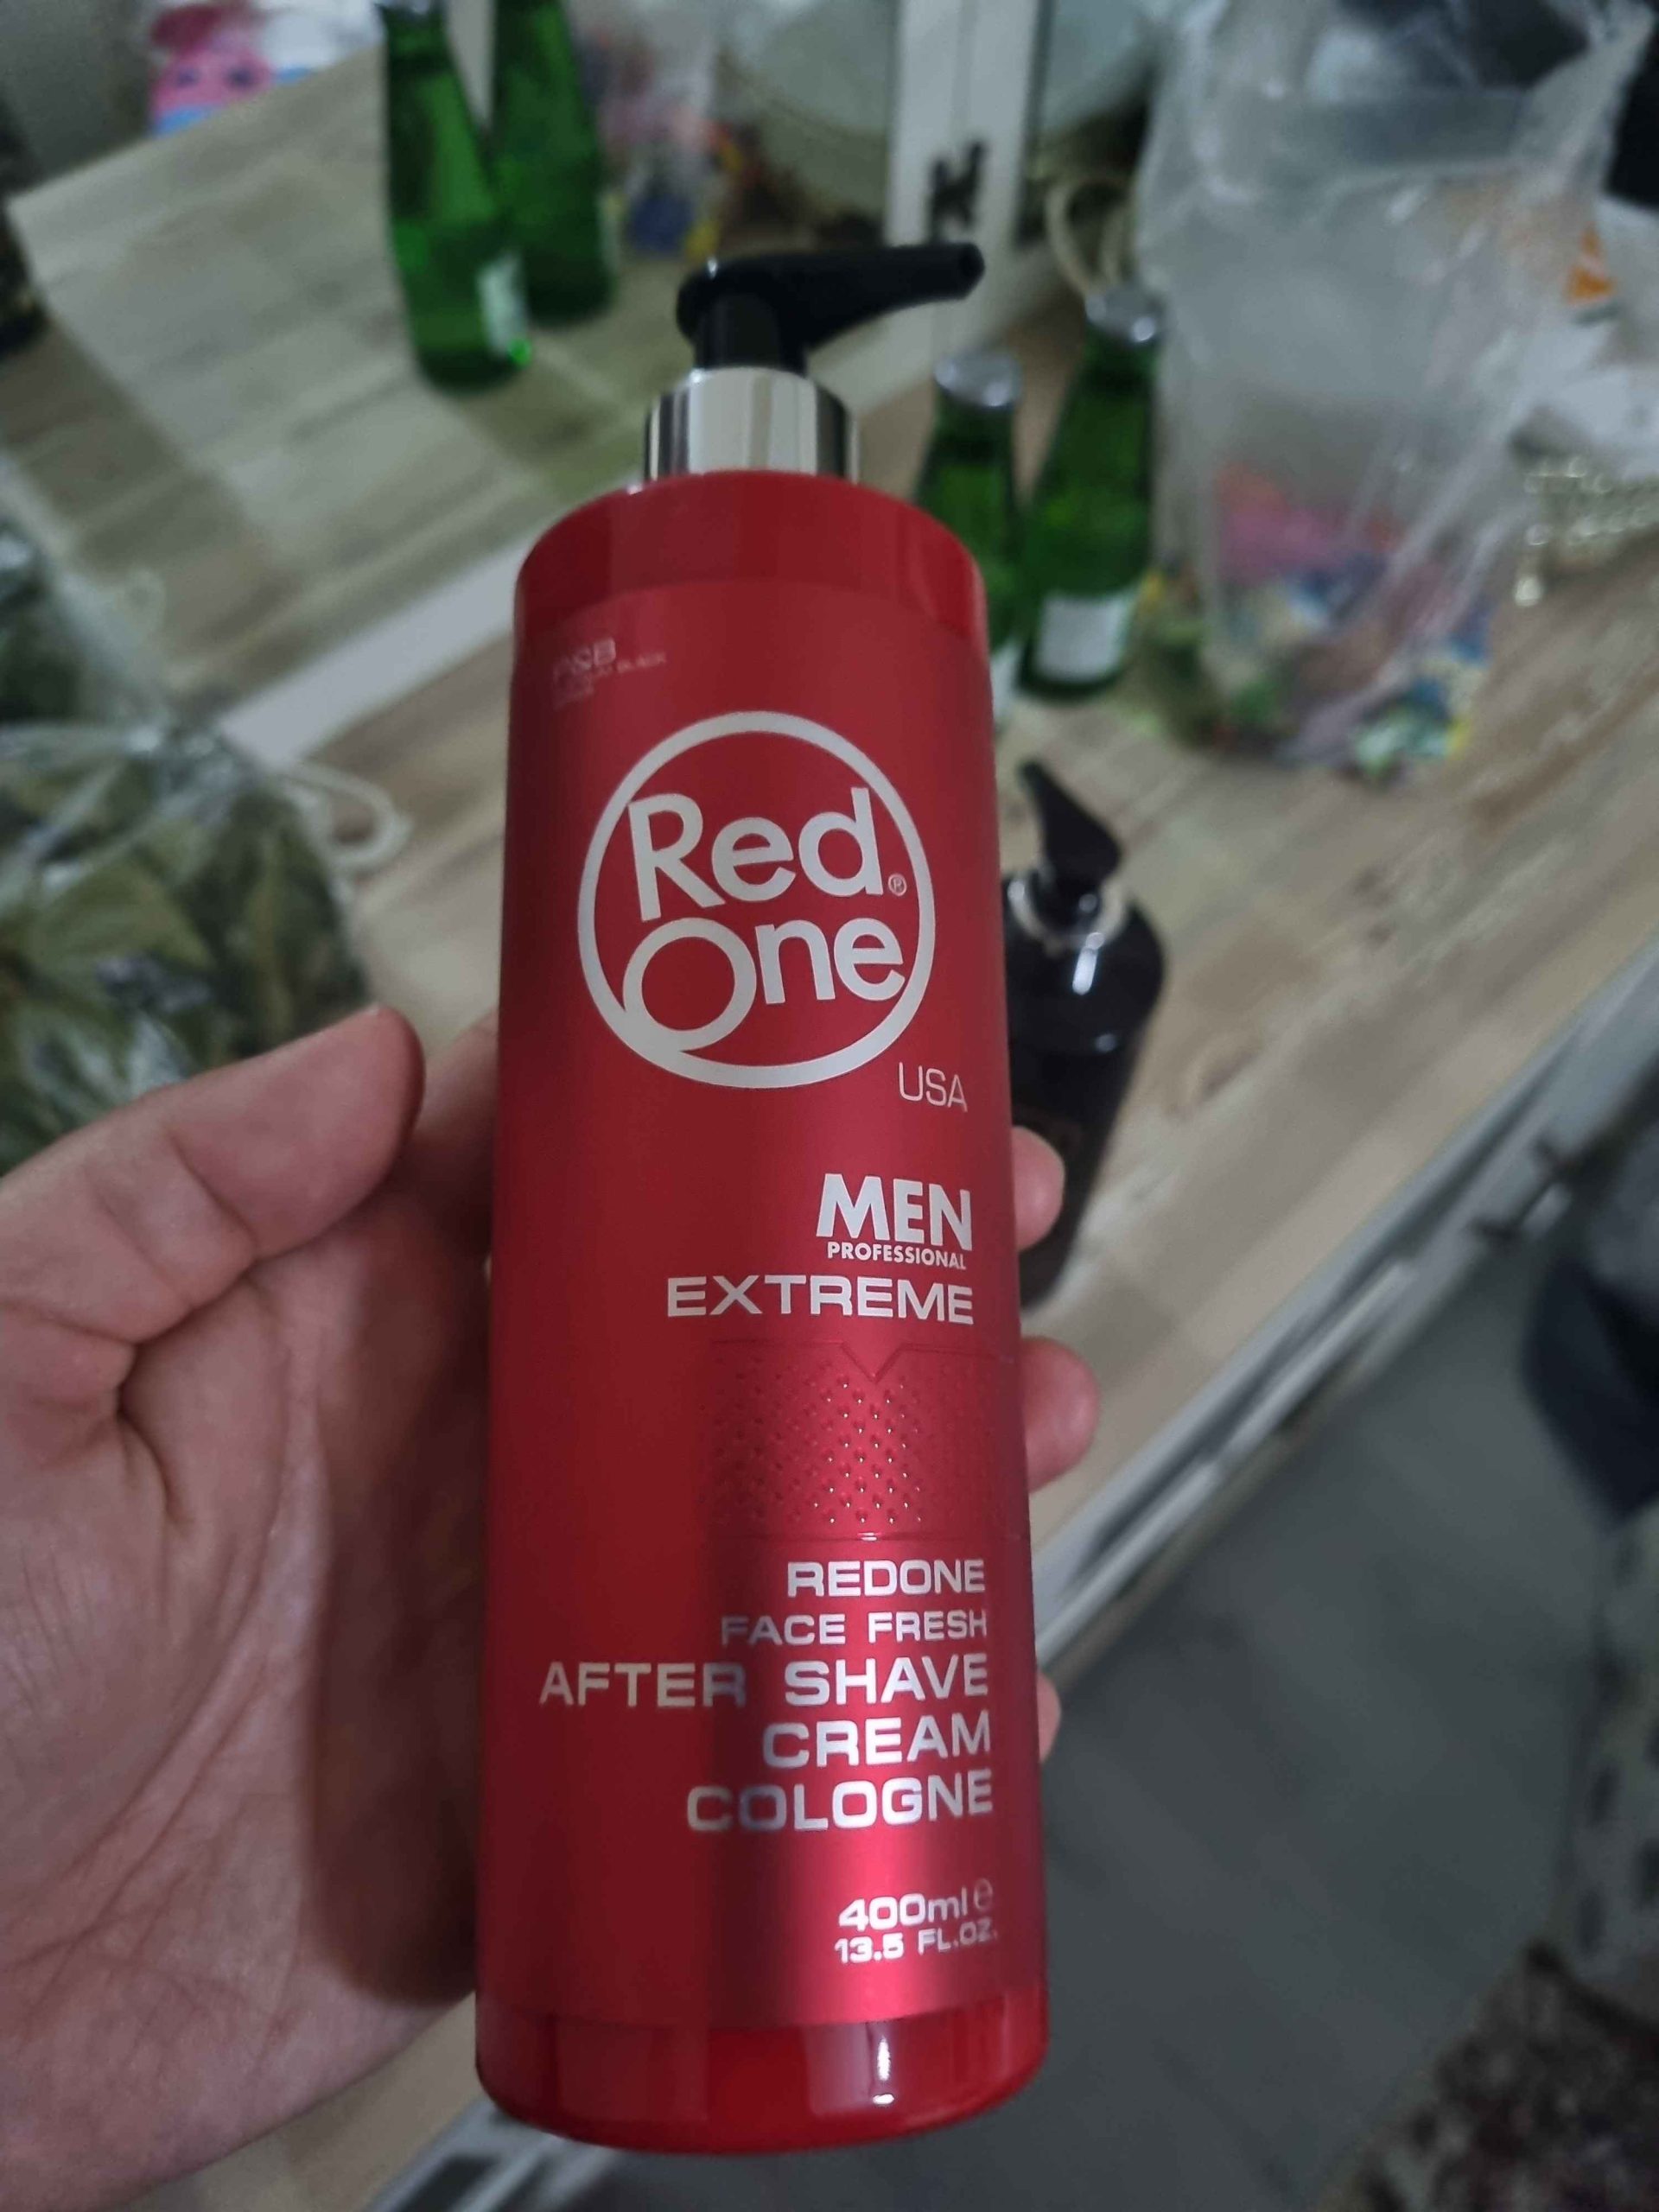 Red®
One
USA
MEN
PROFESSIONAL
EXTREME
REDONE
FACE FRESH
AFTER SHAVE
CREAM
COLOGNE
400ml e
13.5 FL.OZ.